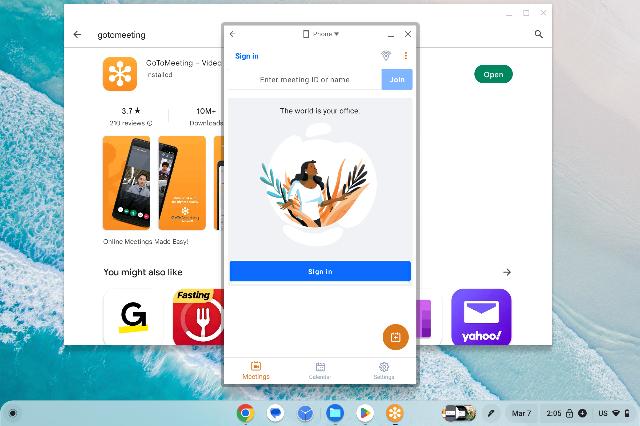 gotomeeting
Phone
Sign in
GoToMeeting – Video
Installed
Enter meeting ID or name
Join
Open
3.7 ★
10M+
Downloads
The world is your office.
Online Meetings Made Easy!
You might also like
Sign in
G
Fasting
yahoo!
Meetings
Calendar
Settings
Mar 7
2:05
US